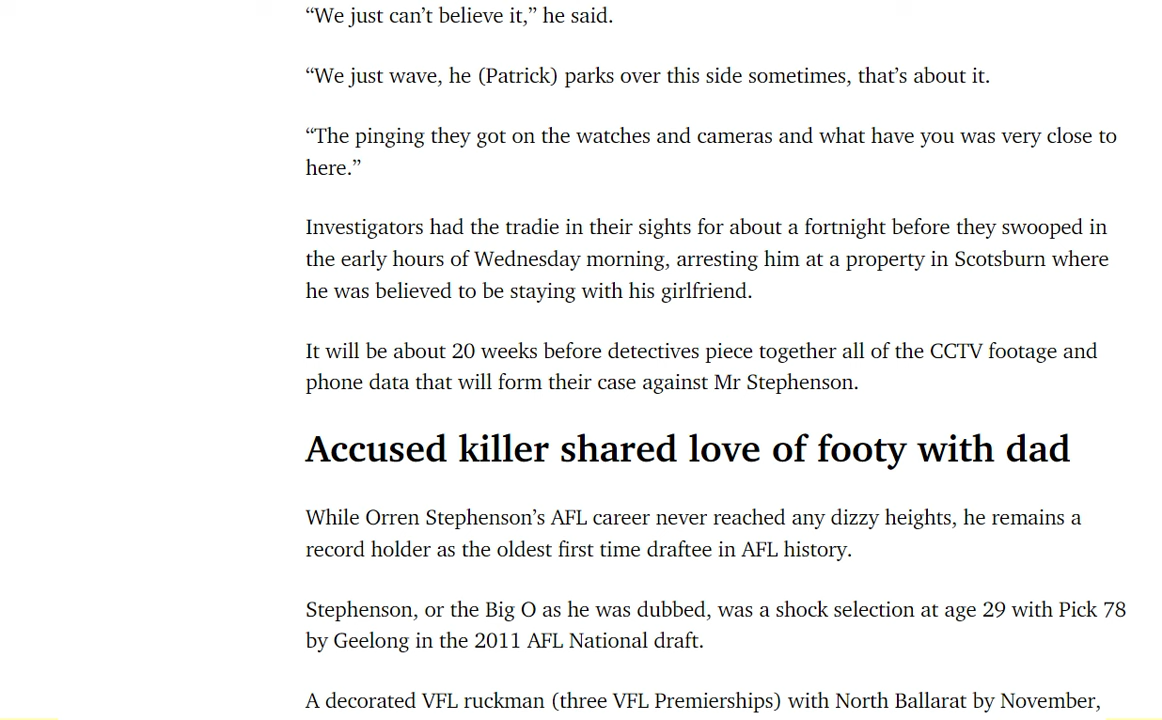 “We just can’t believe it,” he said.
“We just wave, he (Patrick) parks over this side sometimes, that’s about it.
“The pinging they got on the watches and cameras and what have you was very close to
here.”
Investigators had the tradie in their sights for about a fortnight before they swooped in
the early hours of Wednesday morning, arresting him at a property in Scotsburn where
he was believed to be staying with his girlfriend.
It will be about 20 weeks before detectives piece together all of the CCTV footage and
phone data that will form their case against Mr Stephenson.
Accused killer shared love of footy with dad
While Orren Stephenson’s AFL career never reached any dizzy heights, he remains a
record holder as the oldest first time draftee in AFL history.
Stephenson, or the Big O as he was dubbed, was a shock selection at age 29 with Pick 78
by Geelong in the 2011 AFL National draft.
A decorated VFL ruckman (three VFL Premierships) with North Ballarat by November,